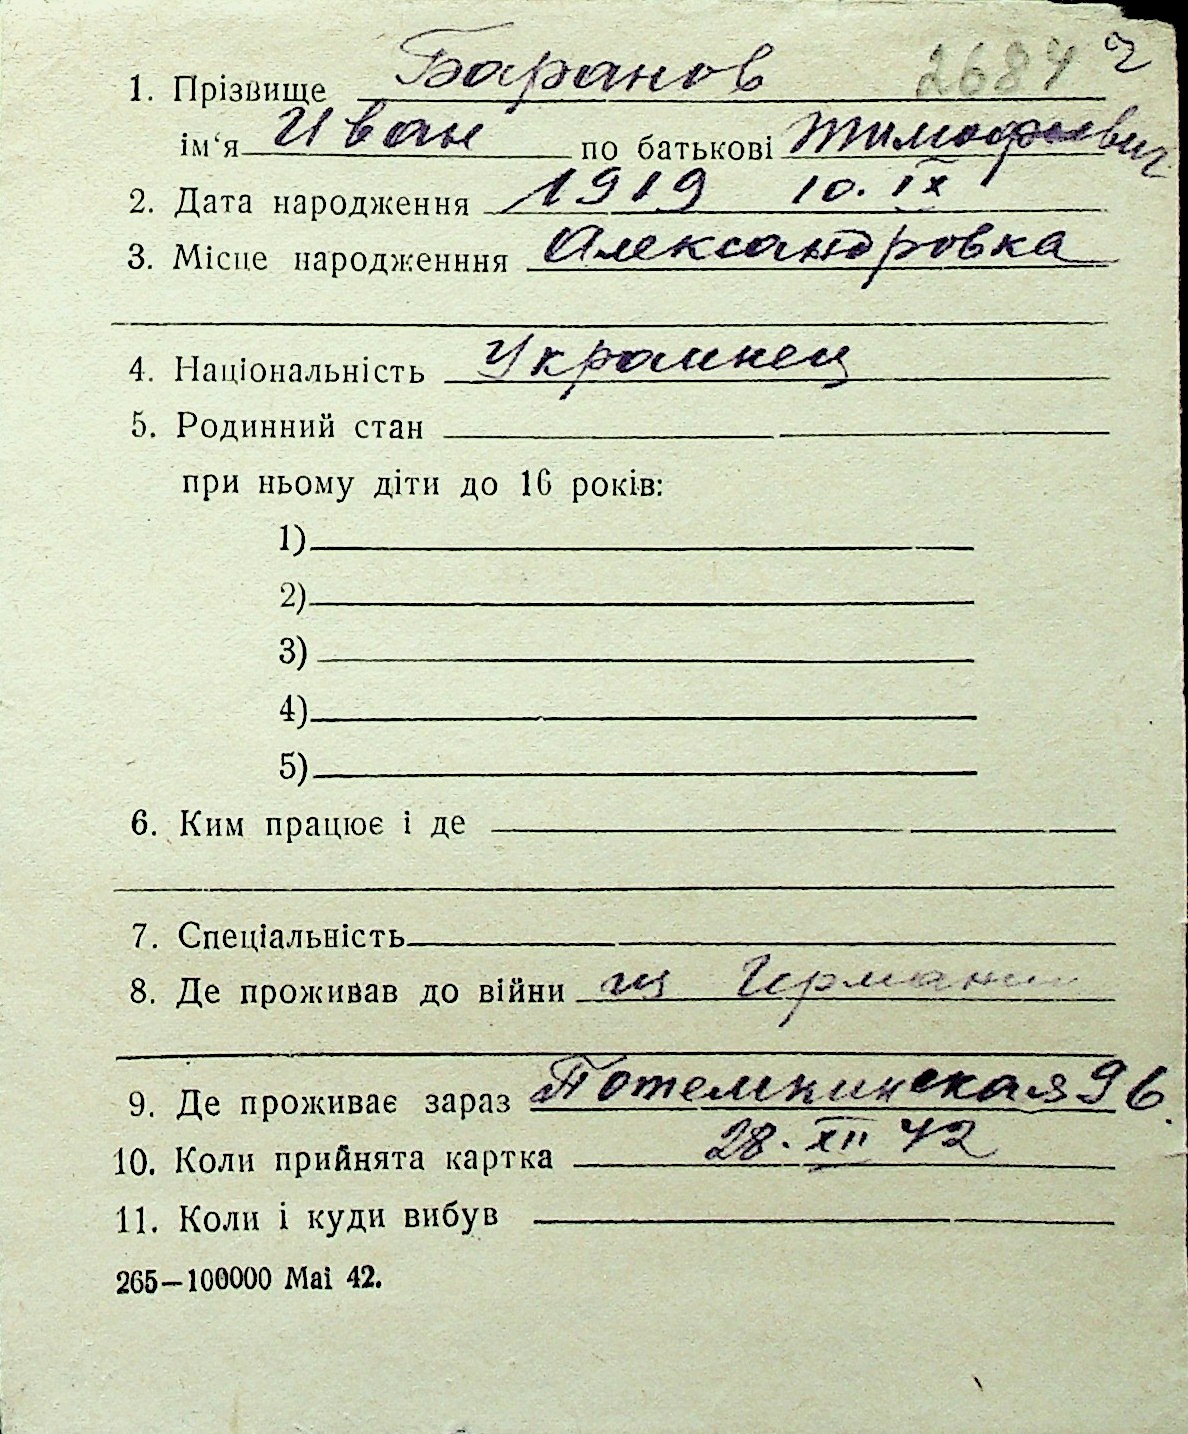 2684 2
1. Прізвище Баранов
ім‘я Иван по батькові Тимофеевич
2. Дата народження 1919 10. IX
3. Місце народженння Александровка
4. Національність Украинец
5. Родинний стан
при ньому діти до 16 років:
1)
2)
3)
4)
5)
6. Ким працює і де
7. Спеціальність
8. Де проживав до війни из Германии
9. Де проживає зараз Потемкинская 96.
10. Коли прийнята картка 28. XII 42
11. Коли і куди вибув
265—100000 Mai 42.